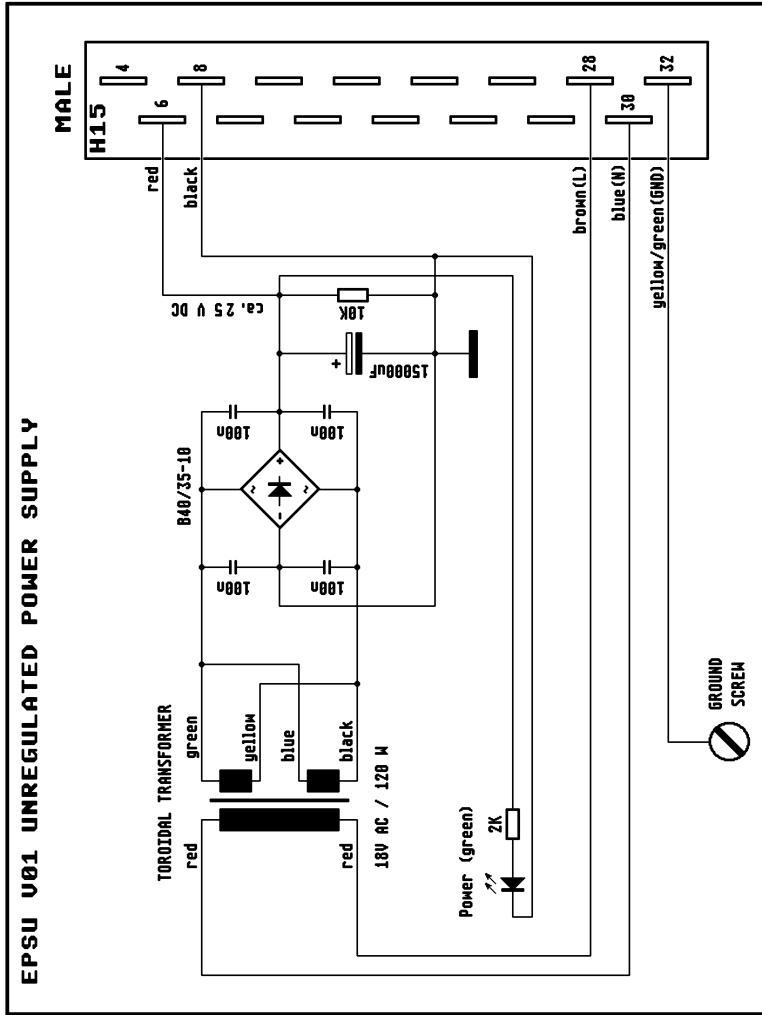 EPSU V01 UNREGULATED POWER SUPPLY
TOROIDAL TRANSFORMER
red
red
green
yellow
blue
black
18V AC / 120 W
B40/35-10
~
~
+
-
100n
100n
100n
100n
+
15000uF
10K
ca. 25 V DC
Power (green)
2K
GROUND
SCREW
red
black
brown(L)
blue(N)
yellow/green(GND)
MALE
H15
4
6
8
28
30
32